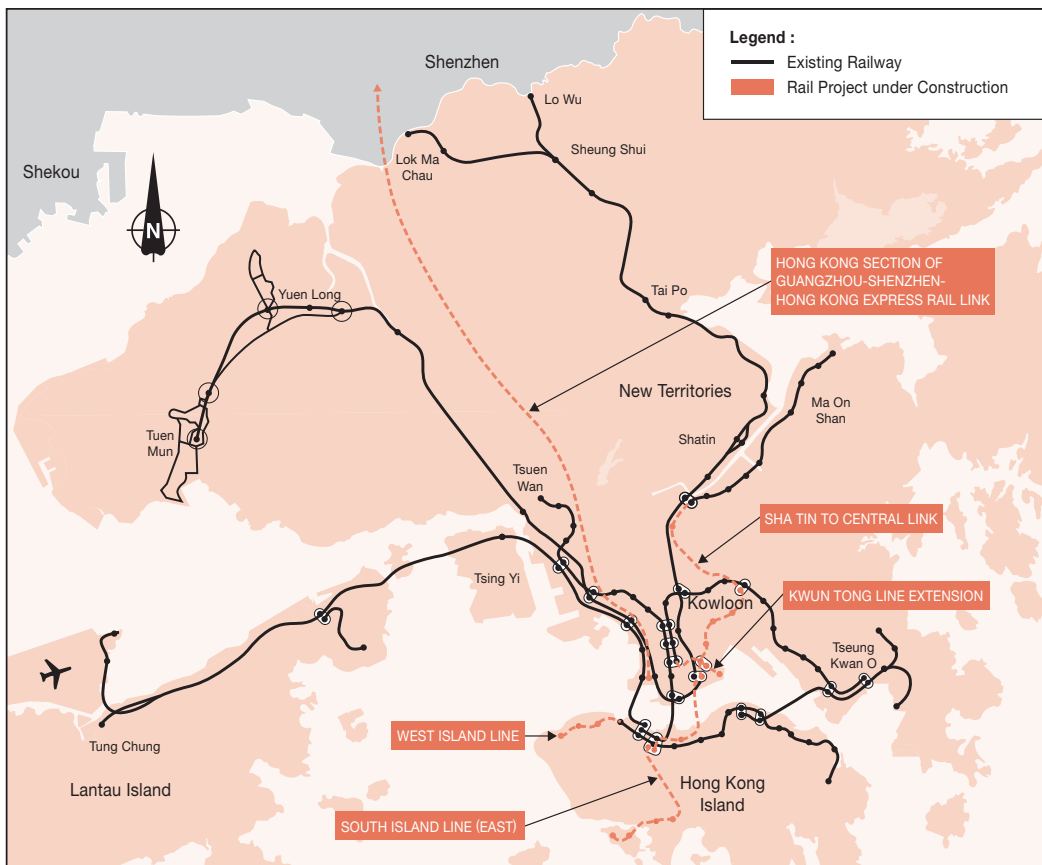 Legend :
Existing Railway
Rail Project under Construction
Shenzhen
Lo Wu
Lok Ma
Chau
Sheung Shui
Shekou
N
HONG KONG SECTION OF
GUANGZHOU-SHENZHEN-
HONG KONG EXPRESS RAIL LINK
Yuen Long
Tai Po
New Territories
Ma On
Shan
Tuen
Mun
Shatin
Tsuen
Wan
SHA TIN TO CENTRAL LINK
Tsing Yi
Kowloon
KWUN TONG LINE EXTENSION
Tseung
Kwan O
WEST ISLAND LINE
Tung Chung
Lantau Island
Hong Kong
Island
SOUTH ISLAND LINE (EAST)